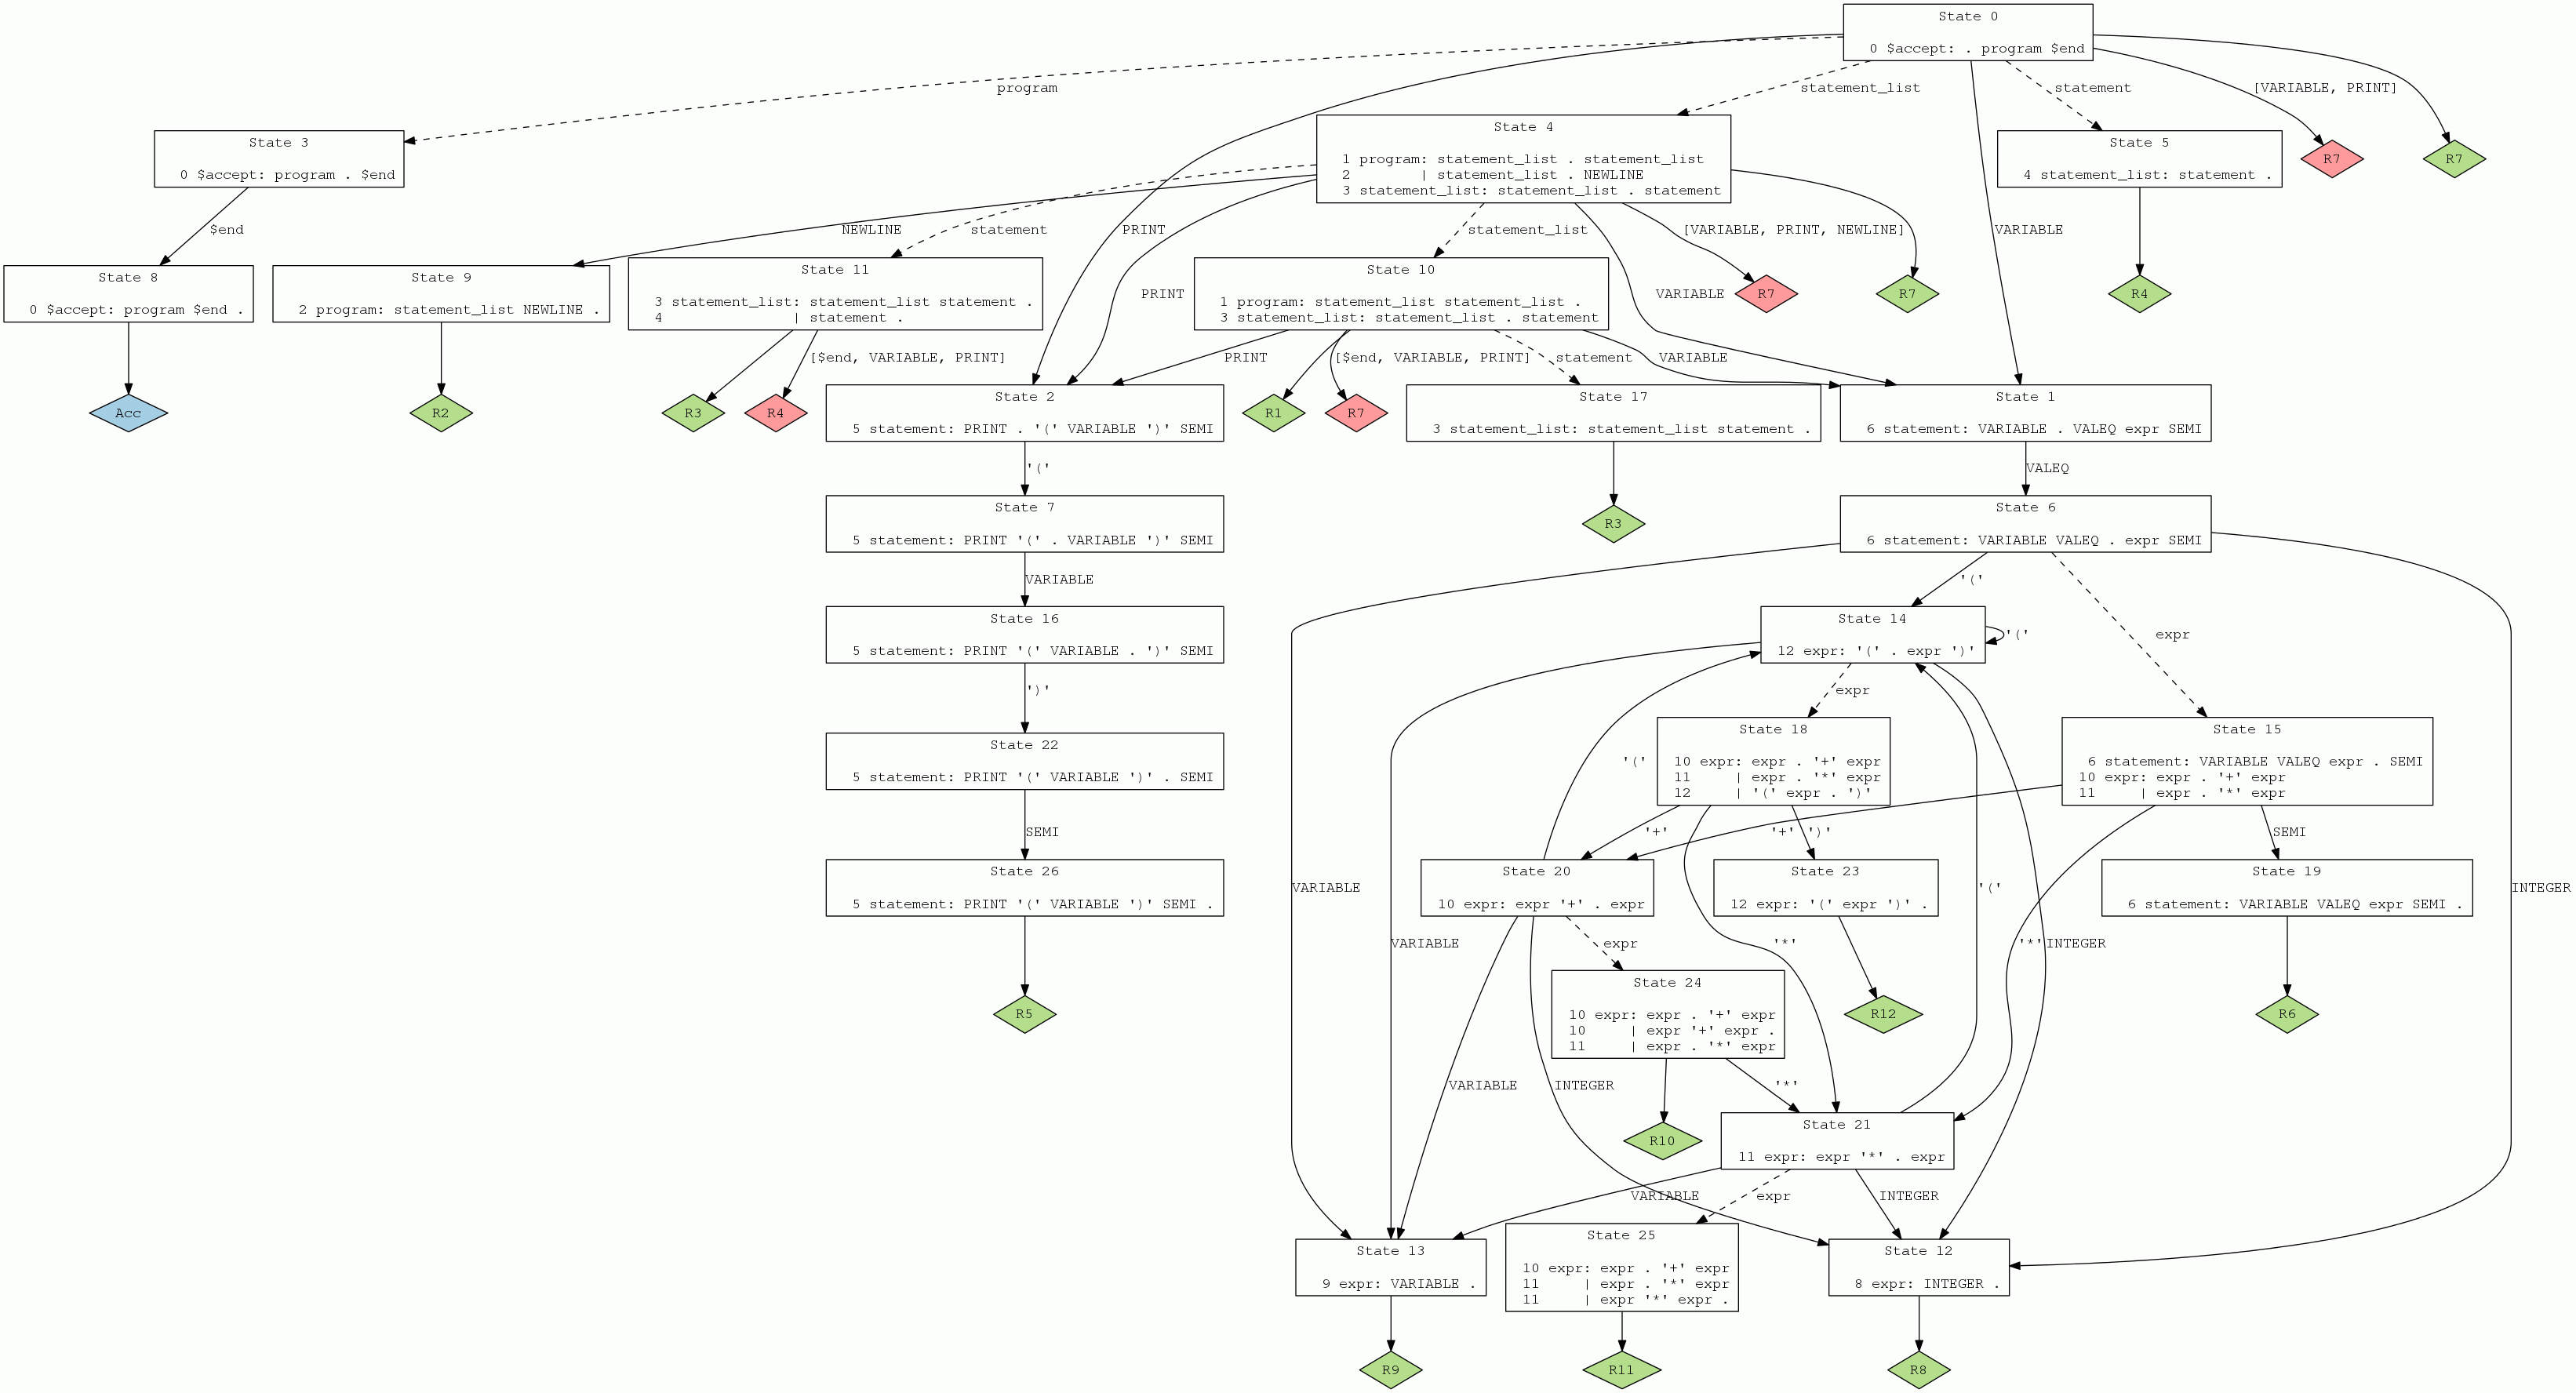 State 0
0 $accept: . program $end
program
statement_list
statement
[VARIABLE, PRINT]
State 3
0 $accept: program . $end
State 4
1 program: statement_list . statement_list
2 | statement_list . NEWLINE
3 statement_list: statement_list . statement
State 5
4 statement_list: statement .
R7
R7
$end
NEWLINE
statement
PRINT
statement_list
[VARIABLE, PRINT, NEWLINE]
VARIABLE
State 8
0 $accept: program $end .
State 9
2 program: statement_list NEWLINE .
State 11
3 statement_list: statement_list statement .
4 | statement .
PRINT
State 10
1 program: statement_list statement_list .
3 statement_list: statement_list . statement
VARIABLE
R7
R7
R4
[$end, VARIABLE, PRINT]
PRINT
[$end, VARIABLE, PRINT]
statement
VARIABLE
Acc
R2
R3
R4
State 2
5 statement: PRINT . '(' VARIABLE ')' SEMI
R1
R7
State 17
3 statement_list: statement_list statement .
State 1
6 statement: VARIABLE . VALEQ expr SEMI
'('
VALEQ
State 7
5 statement: PRINT '(' . VARIABLE ')' SEMI
R3
State 6
6 statement: VARIABLE VALEQ . expr SEMI
VARIABLE
'('
State 16
5 statement: PRINT '(' VARIABLE . ')' SEMI
State 14
12 expr: '(' . expr ')'
'('
expr
')'
expr
State 22
5 statement: PRINT '(' VARIABLE ')' . SEMI
'('
State 18
10 expr: expr . '+' expr
11 | expr . '*' expr
12 | '(' expr . ')'
State 15
6 statement: VARIABLE VALEQ expr . SEMI
10 expr: expr . '+' expr
11 | expr . '*' expr
SEMI
'+'
'+'
')'
SEMI
State 26
5 statement: PRINT '(' VARIABLE ')' SEMI .
VARIABLE
State 20
10 expr: expr '+' . expr
State 23
12 expr: '(' expr ')' .
'('
State 19
6 statement: VARIABLE VALEQ expr SEMI .
INTEGER
VARIABLE
expr
'*'
'*'
INTEGER
R5
State 24
10 expr: expr . '+' expr
10 | expr '+' expr .
11 | expr . '*' expr
R12
R6
VARIABLE
INTEGER
'*'
R10
State 21
11 expr: expr '*' . expr
VARIABLE
expr
INTEGER
State 13
9 expr: VARIABLE .
State 25
10 expr: expr . '+' expr
11 | expr . '*' expr
11 | expr '*' expr .
State 12
8 expr: INTEGER .
R9
R11
R8